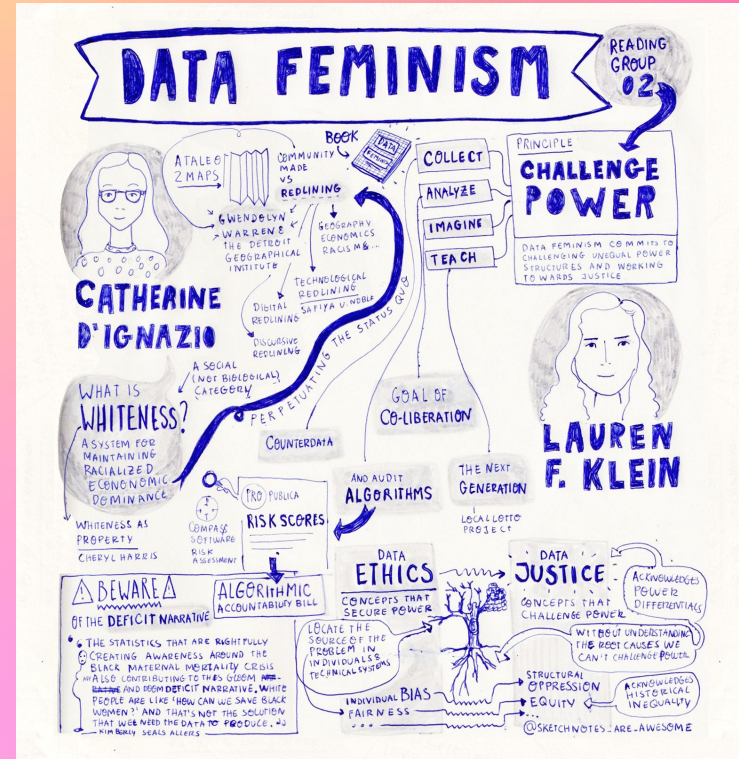 DATA FEMINISM
READING
GROUP
02
BOOK
DATA
FEMINISM
A TALE OF
2 MAPS
COMMUNITY
MADE
VS
REDLINING
GWENDOLYN
WARREN &
THE DETROIT
GEOGRAPHICAL
INSTITUTE
GEOGRAPHY
ECONOMICS
RACISM &...
TECHNOLOGICAL
REDLINING
SAFIYA U. NOBLE
DIGITAL
REDLINING
DISCURSIVE
REDLINING
COLLECT
ANALYZE
IMAGINE
TEACH
PRINCIPLE
CHALLENGE
POWER
DATA FEMINISM COMMITS TO
CHALLENGING UNEQUAL POWER
STRUCTURES AND WORKING
TOWARDS JUSTICE
CATHERINE
D'IGNAZIO
LAUREN
F. KLEIN
A SOCIAL
(NOT BIOLOGICAL)
CATEGORY
WHAT IS
WHITENESS?
A SYSTEM FOR
MAINTAINING
RACIALIZED
ECONONOMIC
DOMINANCE
PERPETUATING THE STATUS QUO
WHITENESS AS
PROPERTY
CHERYL HARRIS
COUNTERDATA
GOAL OF
CO-LIBERATION
AND AUDIT
ALGORITHMS
THE NEXT
GENERATION
LOCAL LOTTO
PROJECT
PRO PUBLICA
RISK SCORES
COMPASS
SOFTWARE
RISK
ASSESSMENT
ALGORITHMIC
ACCOUNTABILITY BILL
BEWARE
OF THE DEFICIT NARRATIVE
THE STATISTICS THAT ARE RIGHTFULLY
CREATING AWARENESS AROUND THE
BLACK MATERNAL MORTALITY CRISIS
ALSO CONTRIBUTING TO THIS GLOOM
AND DOOM DEFICIT NARRATIVE. WHITE
PEOPLE ARE LIKE 'HOW CAN WE SAVE BLACK
WOMEN?' AND THAT'S NOT THE SOLUTION
THAT WE NEED THE DATA TO PRODUCE.
— KIMBERLY SEALS ALLERS
DATA
ETHICS
CONCEPTS THAT
SECURE POWER
LOCATE THE
SOURCE OF THE
PROBLEM IN
INDIVIDUALS &
TECHNICAL SYSTEMS
INDIVIDUAL BIAS
FAIRNESS
...
DATA
JUSTICE
CONCEPTS THAT
CHALLENGE POWER
ACKNOWLEDGES
POWER
DIFFERENTIALS
WITHOUT UNDERSTANDING
THE ROOT CAUSES WE
CAN'T CHALLENGE POWER
STRUCTURAL
OPPRESSION
EQUITY
...
ACKNOWLEDGES
HISTORICAL
INEQUALITY
@SKETCHNOTES_ARE_AWESOME